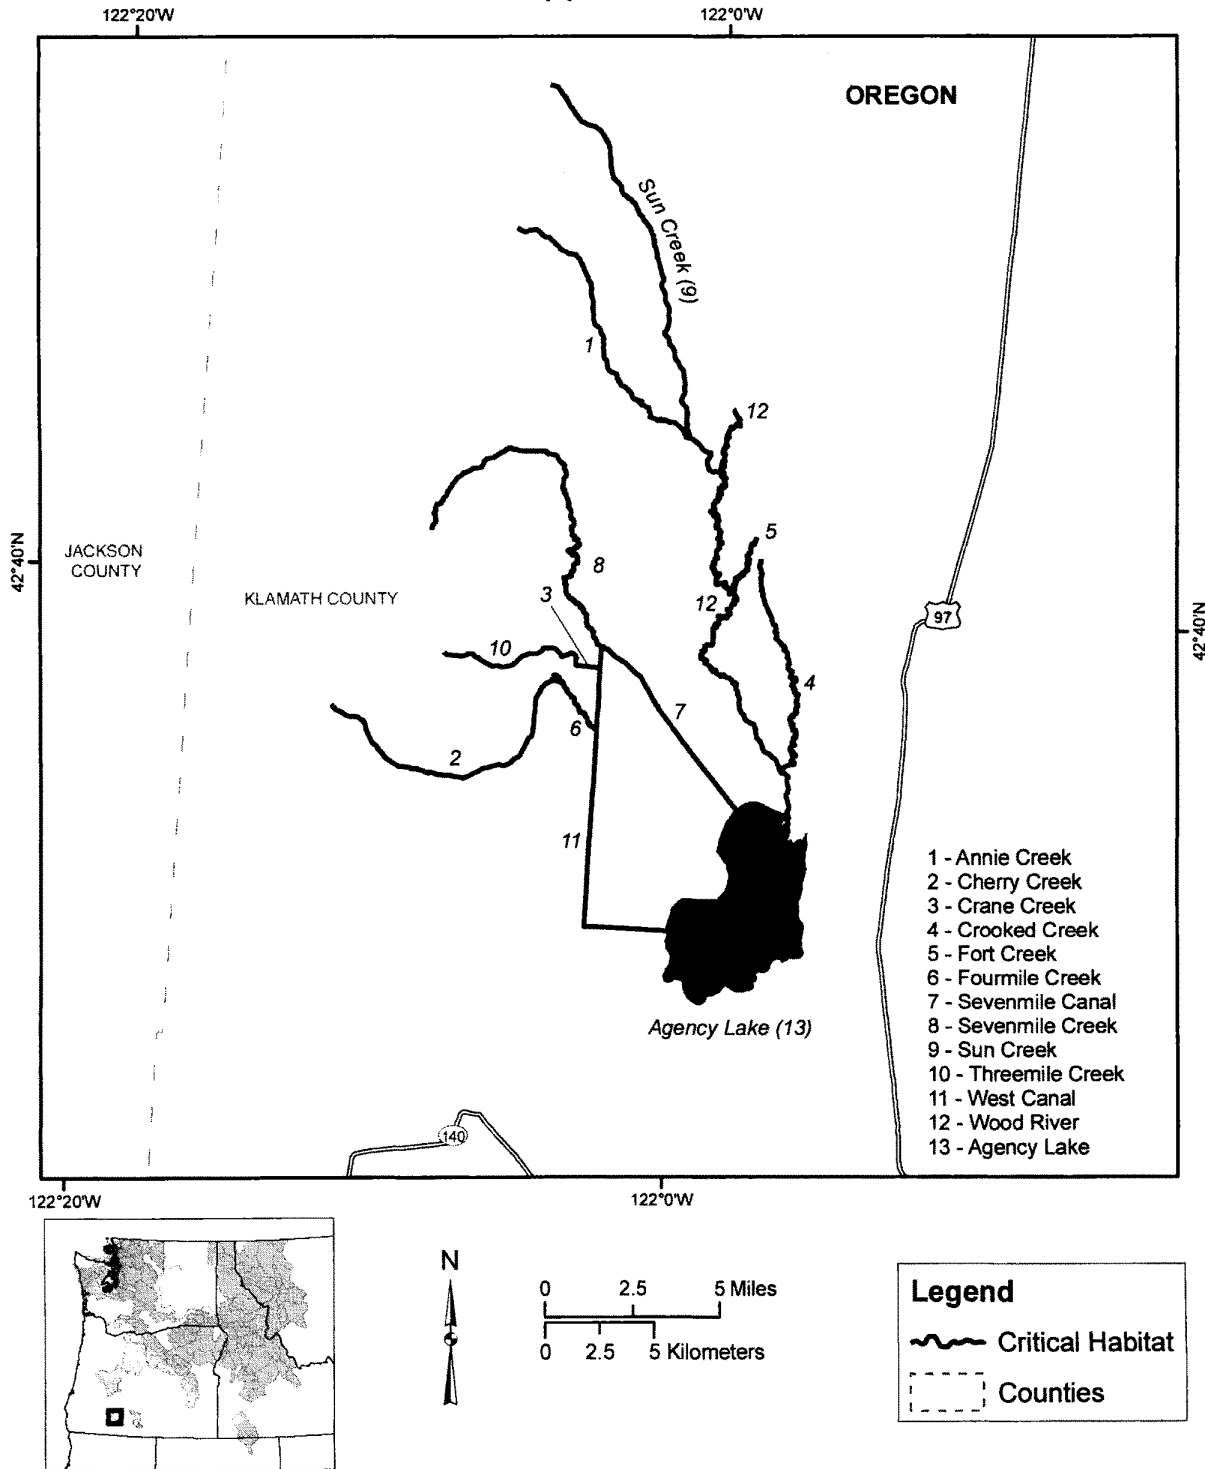 122°20'W
122°0'W
OREGON
Sun Creek (9)
1
12
5
42°40'N
JACKSON
COUNTY
8
KLAMATH COUNTY
3
12
97
42°40'N
10
4
6
7
2
11
1 - Annie Creek
2 - Cherry Creek
3 - Crane Creek
4 - Crooked Creek
5 - Fort Creek
6 - Fourmile Creek
7 - Sevenmile Canal
8 - Sevenmile Creek
9 - Sun Creek
10 - Threemile Creek
11 - West Canal
12 - Wood River
13 - Agency Lake
Agency Lake (13)
140
122°20'W
122°0'W
N
0 2.5 5 Miles
0 2.5 5 Kilometers
Legend
Critical Habitat
Counties